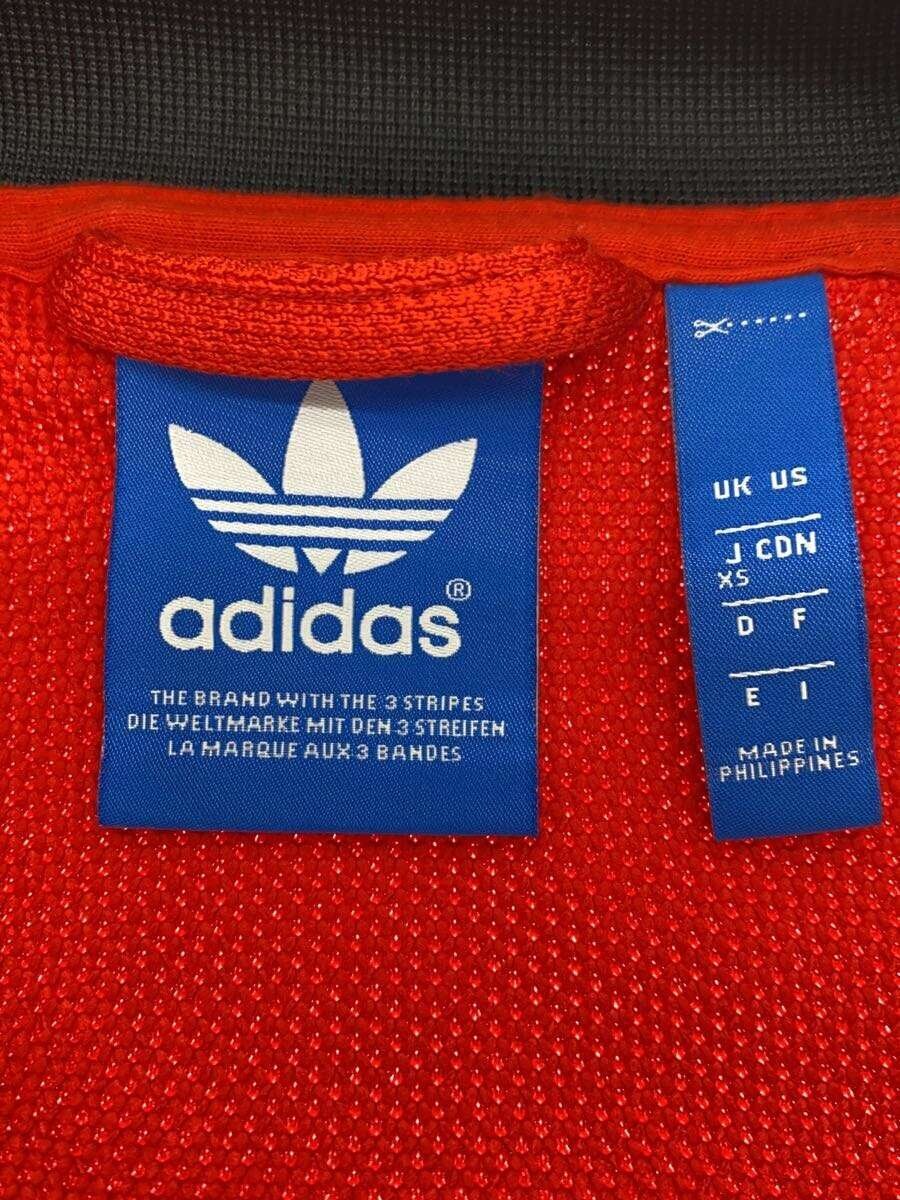 adidas®
THE BRAND WITH THE 3 STRIPES
DIE WELTMARKE MIT DEN 3 STREIFEN
LA MARQUE AUX 3 BANDES
UK US
J CDN
XS
D F
E I
MADE IN
PHILIPPINES